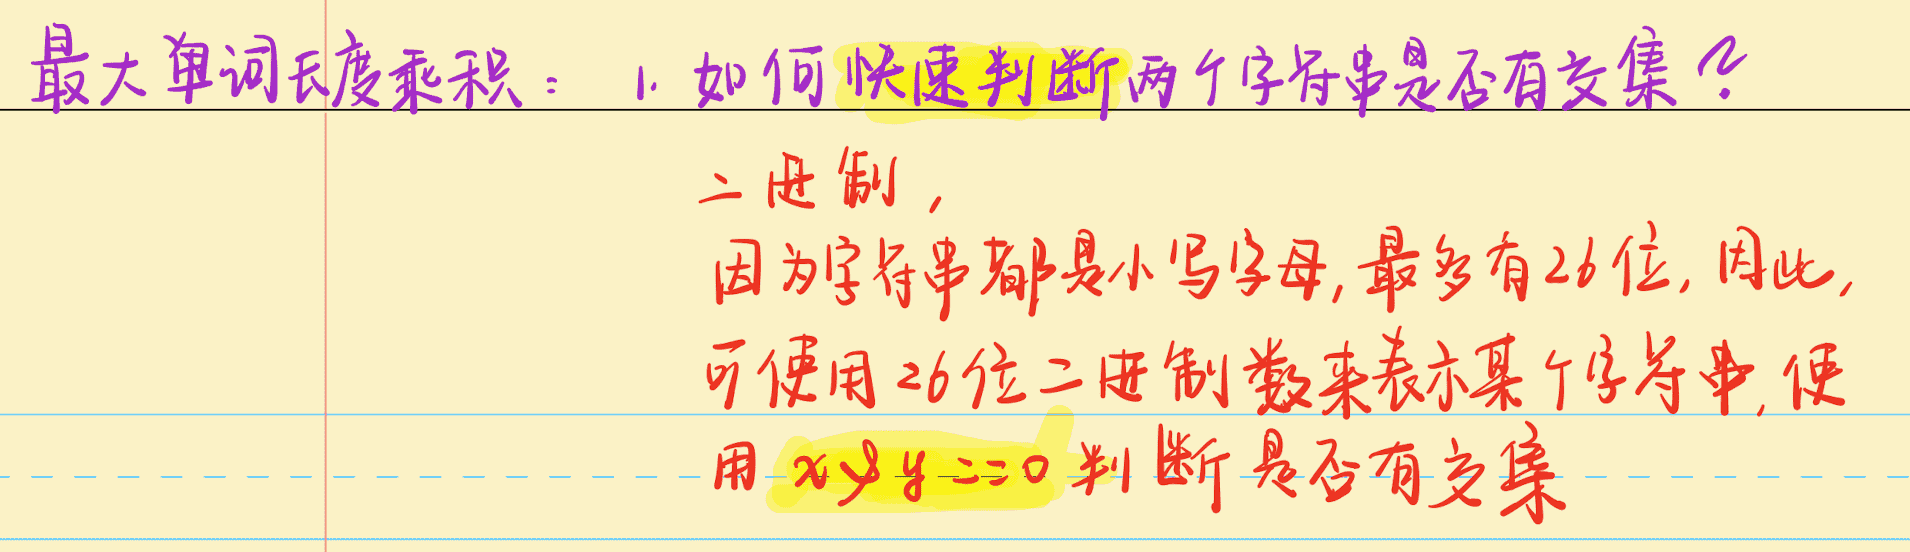 最大单词长度乘积: 1. 如何快速判断两个字符串是否有交集?
二进制,
因为字符串都是小写字母,最多有26位,因此,
可使用26位二进制数来表示某个字符串,使
用 x & y == 0 判断是否有交集